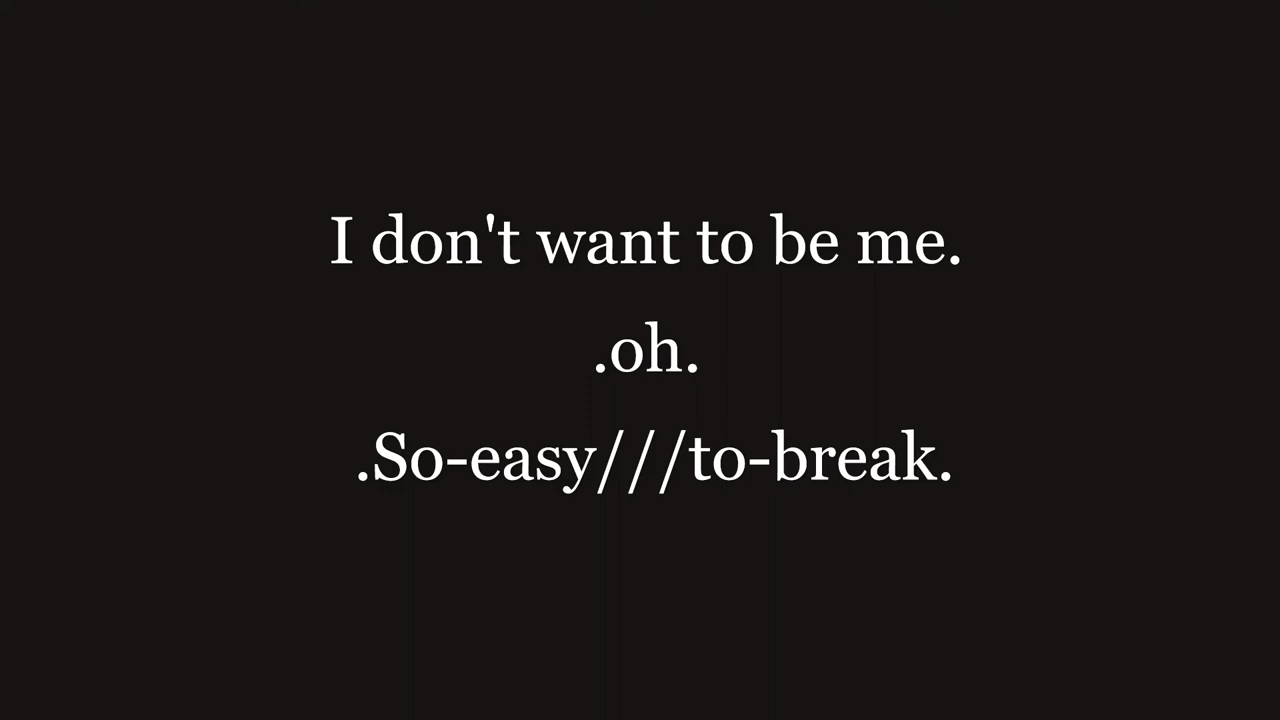 I don't want to be me.
.oh.
.So-easy///to-break.